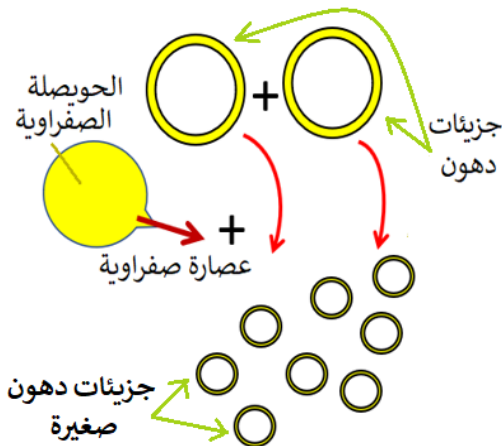 الحويصلة
الصفراوية
+
جزيئات
دهون
+
عصارة صفراوية
جزيئات دهون
صغيرة